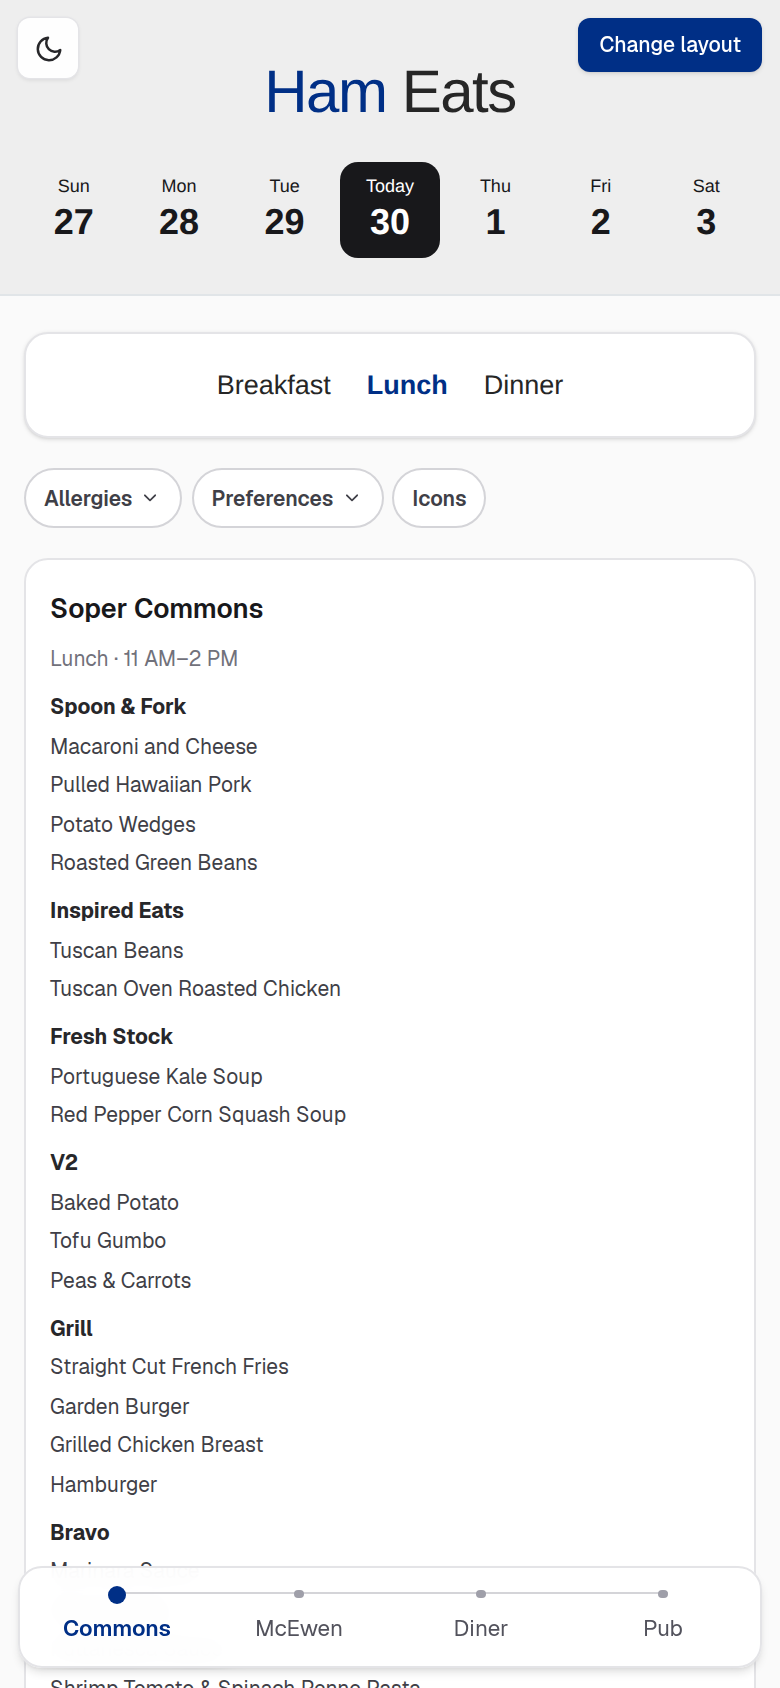 Change layout
Ham Eats
Sun Mon Tue Today Thu Fri Sat
27 28 29 30 1 2 3
Breakfast Lunch Dinner
Allergies Preferences Icons
Soper Commons
Lunch · 11 AM–2 PM
Spoon & Fork
Macaroni and Cheese
Pulled Hawaiian Pork
Potato Wedges
Roasted Green Beans
Inspired Eats
Tuscan Beans
Tuscan Oven Roasted Chicken
Fresh Stock
Portuguese Kale Soup
Red Pepper Corn Squash Soup
V2
Baked Potato
Tofu Gumbo
Peas & Carrots
Grill
Straight Cut French Fries
Garden Burger
Grilled Chicken Breast
Hamburger
Bravo
Commons McEwen Diner Pub
Shrimp Tomato & Spinach Penne Pasta